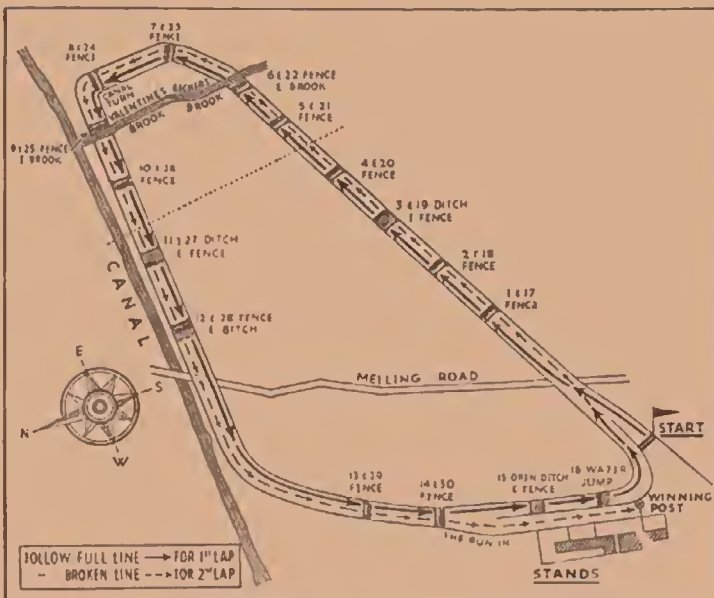 7 & 23
FENCE
8 & 24
FENCE
CANAL
TURN
VALENTINES
BROOK
BECHERS
BROOK
6 & 22 FENCE
& BROOK
5 & 21
FENCE
9 & 25 FENCE
& BROOK
4 & 20
FENCE
10 & 26
FENCE
3 & 19 DITCH
& FENCE
2 & 18
FENCE
11 & 27 DITCH
& FENCE
1 & 17
FENCE
CANAL
12 & 28 FENCE
& DITCH
MELLING ROAD
E
S
N
W
START
13 & 29
FENCE
14 & 30
FENCE
15 OPEN DITCH
& FENCE
16 WATER
JUMP
WINNING
POST
THE RUN IN
STANDS
FOLLOW FULL LINE FOR 1ST LAP
" BROKEN LINE FOR 2ND LAP